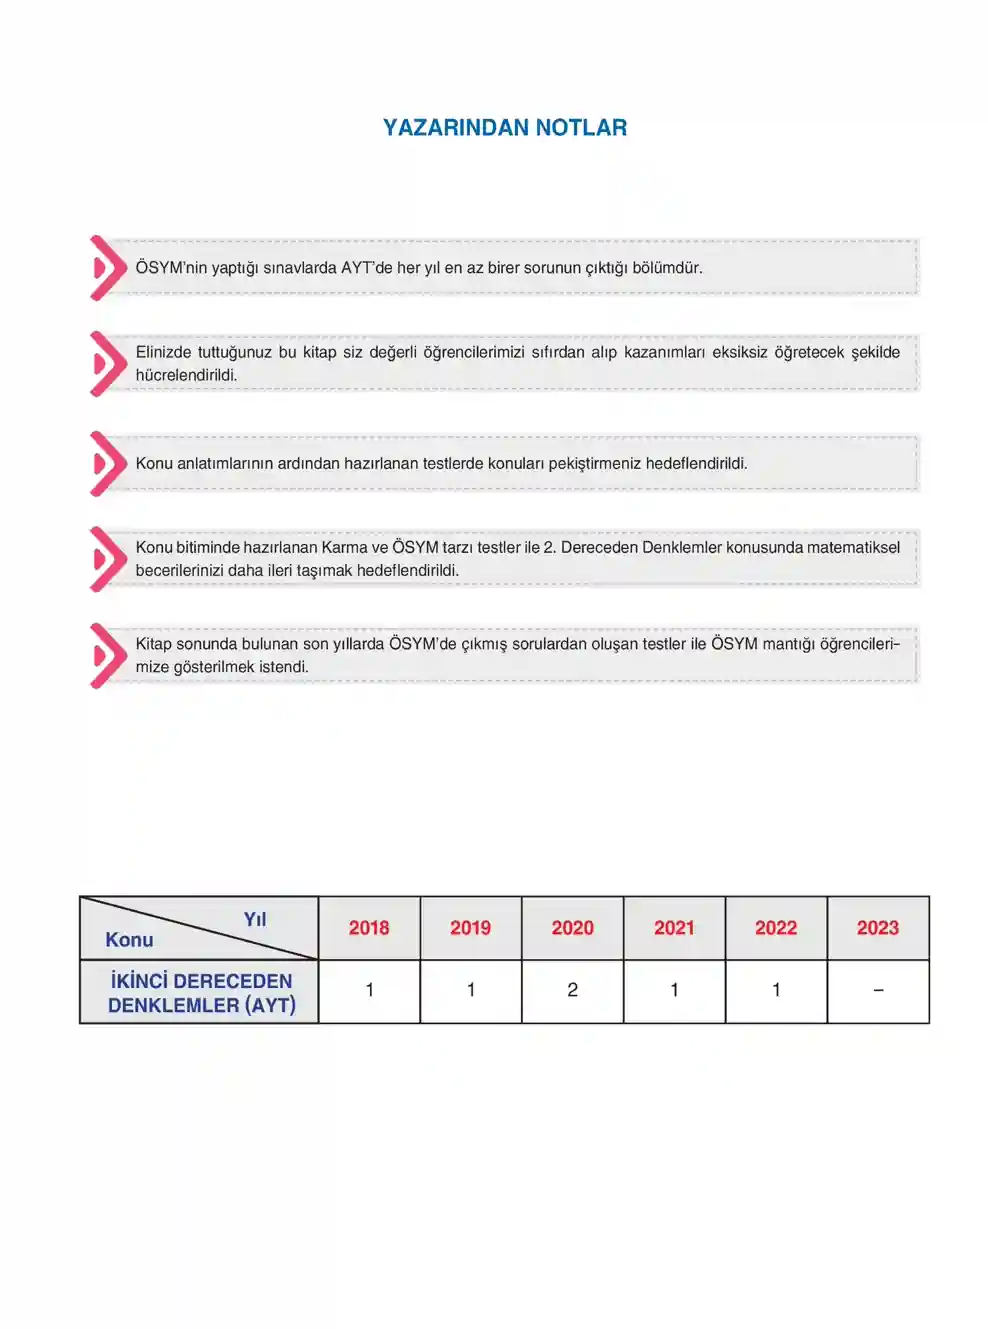 YAZARINDAN NOTLAR
ÖSYM'nin yaptığı sınavlarda AYT'de her yıl en az birer sorunun çıktığı bölümdür.
Elinizde tuttuğunuz bu kitap siz değerli öğrencilerimizi sıfırdan alıp kazanımları eksiksiz öğretecek şekilde
hücrelendirildi.
Konu anlatımlarının ardından hazırlanan testlerde konuları pekiştirmeniz hedeflendirildi.
Konu bitiminde hazırlanan Karma ve ÖSYM tarzı testler ile 2. Dereceden Denklemler konusunda matematiksel
becerilerinizi daha ileri taşımak hedeflendirildi.
Kitap sonunda bulunan son yıllarda ÖSYM'de çıkmış sorulardan oluşan testler ile ÖSYM mantığı öğrencileri-
mize gösterilmek istendi.
Yıl
Konu
2018 2019 2020 2021 2022 2023
İKİNCİ DERECEDEN
DENKLEMLER (AYT)
1 1 2 1 1 –